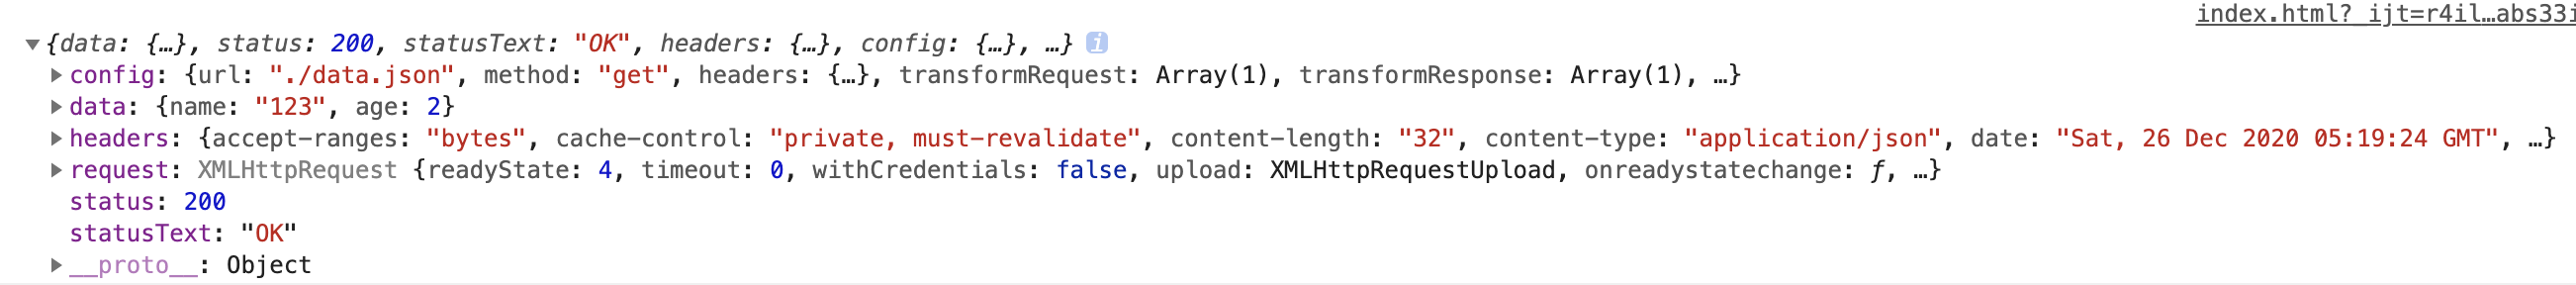 index.html?_ijt=r4il…abs33i
▼{data: {…}, status: 200, statusText: "OK", headers: {…}, config: {…}, …} i
▶config: {url: "./data.json", method: "get", headers: {…}, transformRequest: Array(1), transformResponse: Array(1), …}
▶data: {name: "123", age: 2}
▶headers: {accept-ranges: "bytes", cache-control: "private, must-revalidate", content-length: "32", content-type: "application/json", date: "Sat, 26 Dec 2020 05:19:24 GMT", …}
▶request: XMLHttpRequest {readyState: 4, timeout: 0, withCredentials: false, upload: XMLHttpRequestUpload, onreadystatechange: ƒ, …}
status: 200
statusText: "OK"
▶__proto__: Object